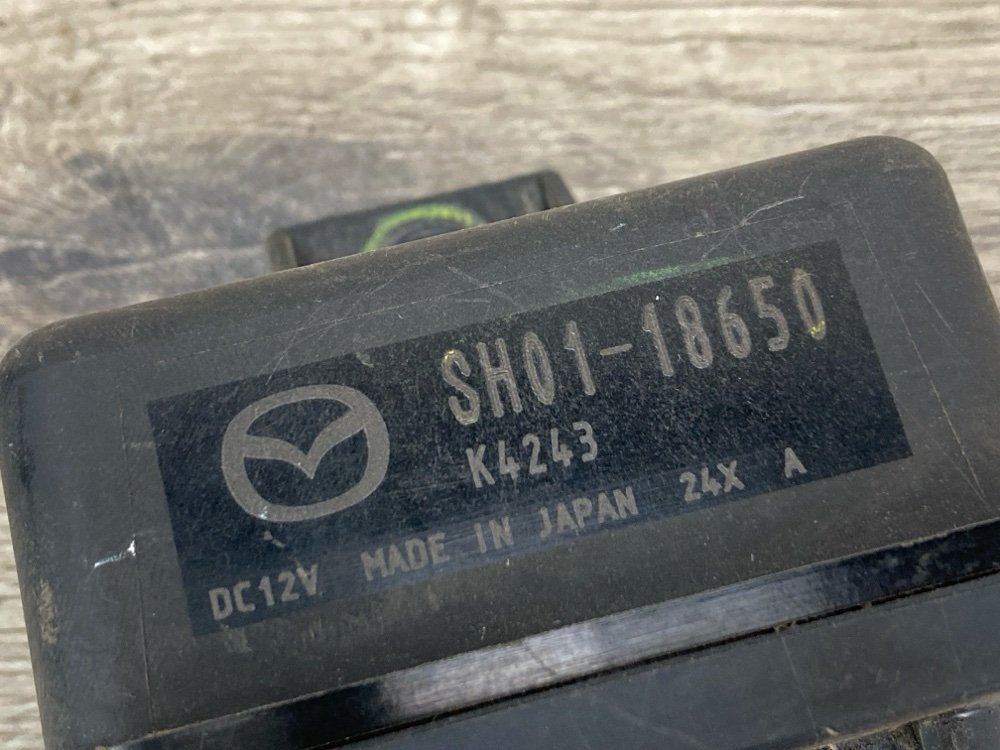 SH01-18650
K4243
DC12V MADE IN JAPAN 24X A